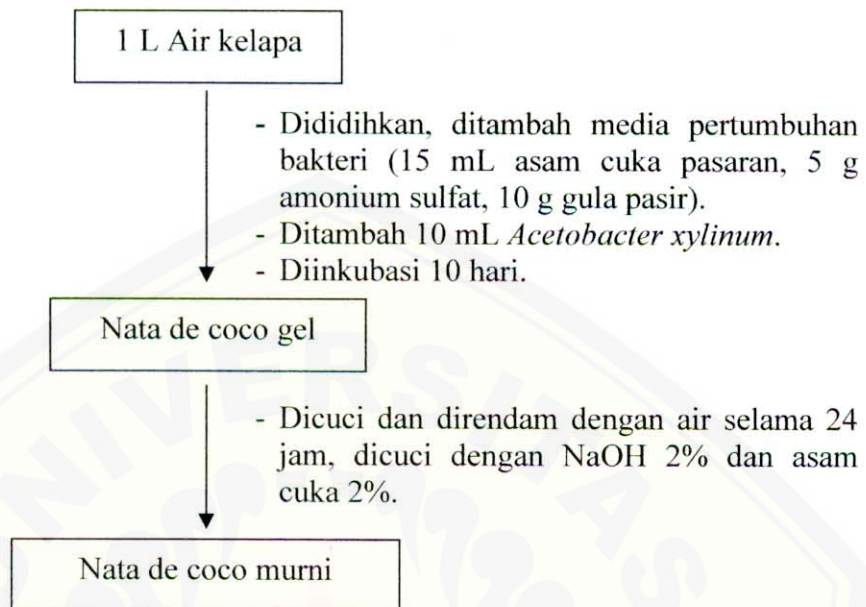 1 L Air kelapa
- Dididihkan, ditambah media pertumbuhan
bakteri (15 mL asam cuka pasaran, 5 g
amonium sulfat, 10 g gula pasir).
- Ditambah 10 mL Acetobacter xylinum.
- Diinkubasi 10 hari.
Nata de coco gel
UNIVERSITAS
- Dicuci dan direndam dengan air selama 24
jam, dicuci dengan NaOH 2% dan asam
cuka 2%.
Nata de coco murni